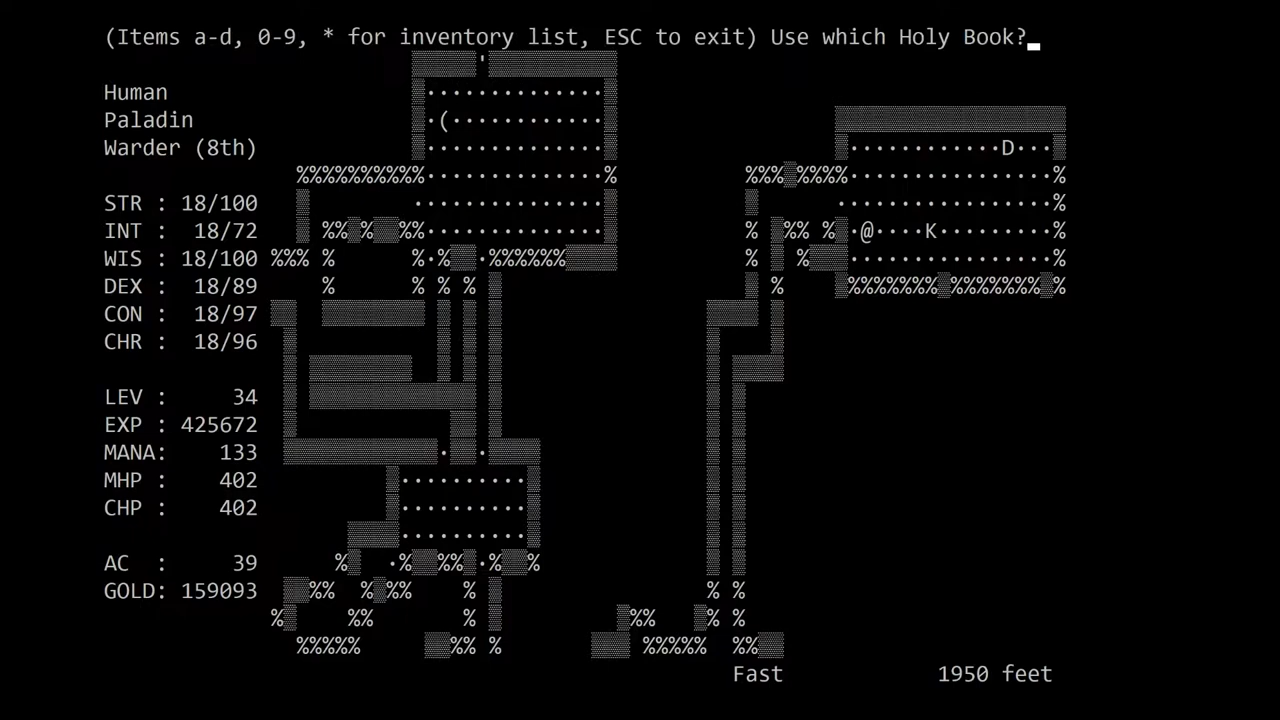 (Items a-d, 0-9, * for inventory list, ESC to exit) Use which Holy Book?
Human
Paladin
Warder (8th)
STR : 18/100
INT : 18/72
WIS : 18/100
DEX : 18/89
CON : 18/97
CHR : 18/96
LEV : 34
EXP : 425672
MANA: 133
MHP : 402
CHP : 402
AC : 39
GOLD: 159093
Fast 1950 feet